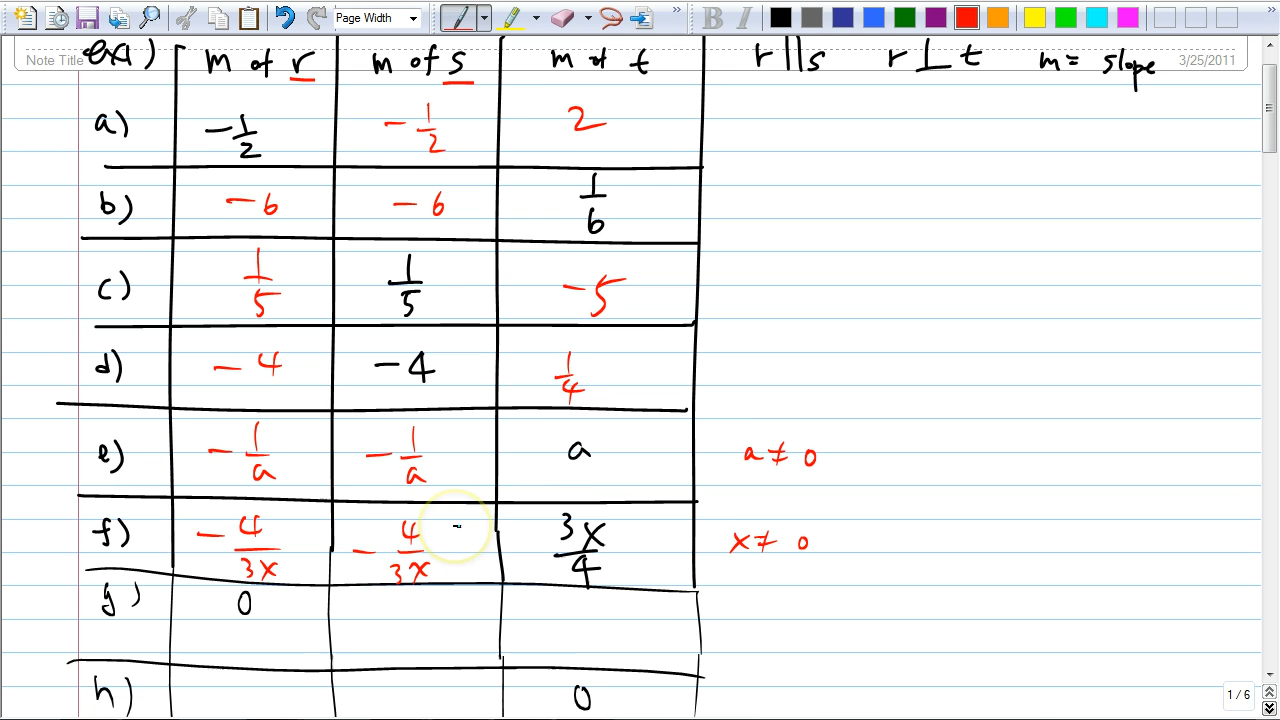 Page Width
B I U
Note Title
3/25/2011
ex1) m of r m of s m of t r||s r⊥t m = slope
a) -1/2 -1/2 2
b) -6 -6 1/6
c) 1/5 1/5 -5
d) -4 -4 1/4
e) -1/a -1/a a a ≠ 0
f) -4/3x -4/3x 3x/4 x ≠ 0
g) 0
h) 0
1 / 6